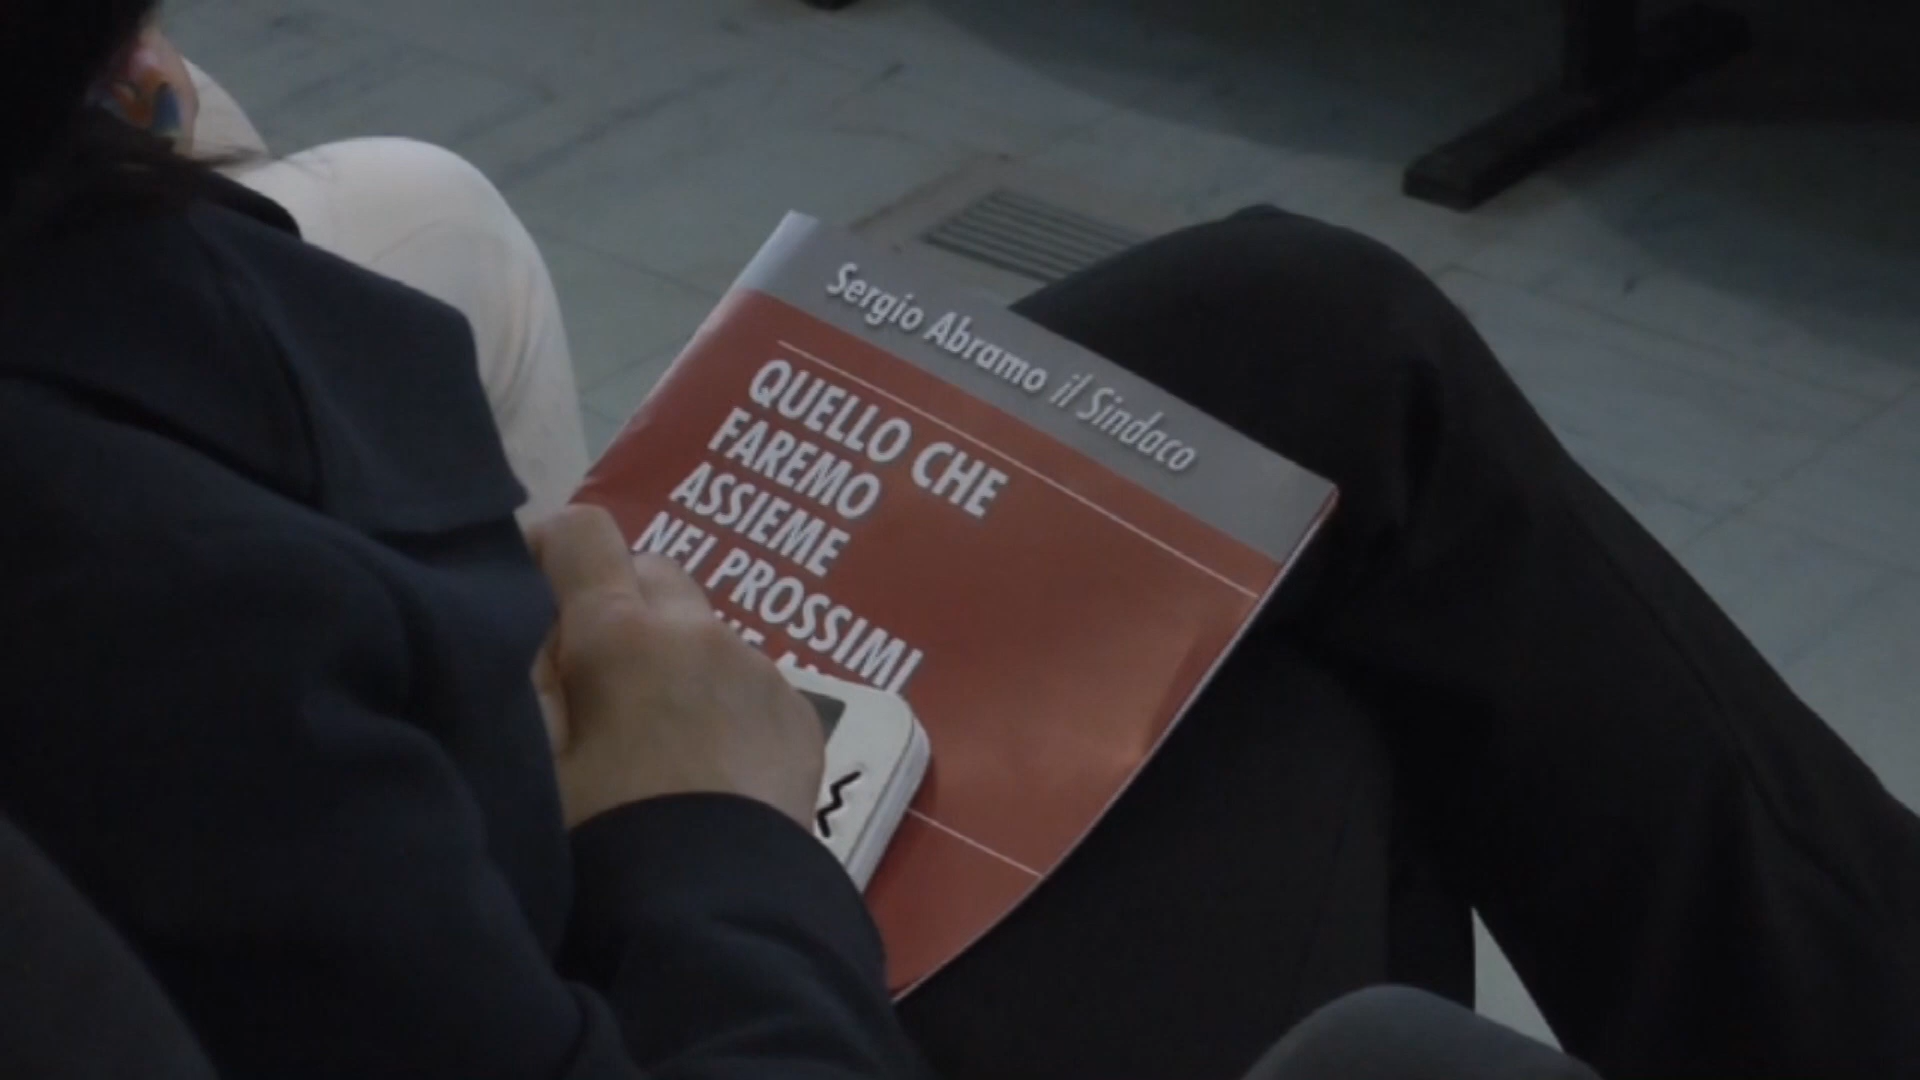 Sergio Abramo il Sindaco
QUELLO CHE
FAREMO
ASSIEME
NEI PROSSIMI